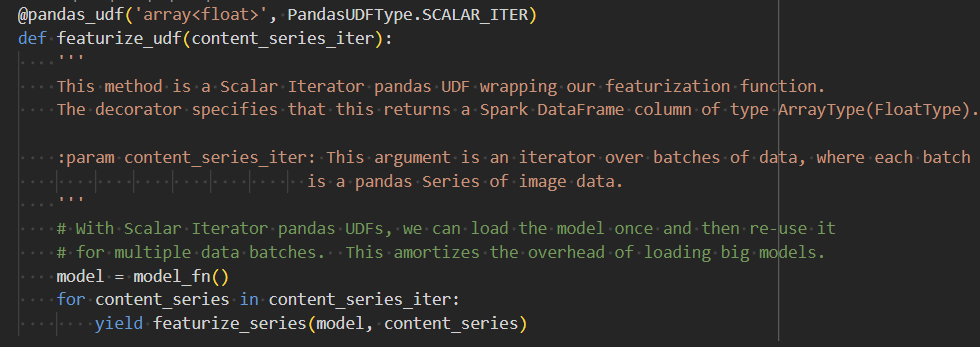 @pandas_udf('array<float>', PandasUDFType.SCALAR_ITER)
def featurize_udf(content_series_iter):
    '''
    This method is a Scalar Iterator pandas UDF wrapping our featurization function.
    The decorator specifies that this returns a Spark DataFrame column of type ArrayType(FloatType).

    :param content_series_iter: This argument is an iterator over batches of data, where each batch
                              is a pandas Series of image data.
    '''
    # With Scalar Iterator pandas UDFs, we can load the model once and then re-use it
    # for multiple data batches.  This amortizes the overhead of loading big models.
    model = model_fn()
    for content_series in content_series_iter:
        yield featurize_series(model, content_series)